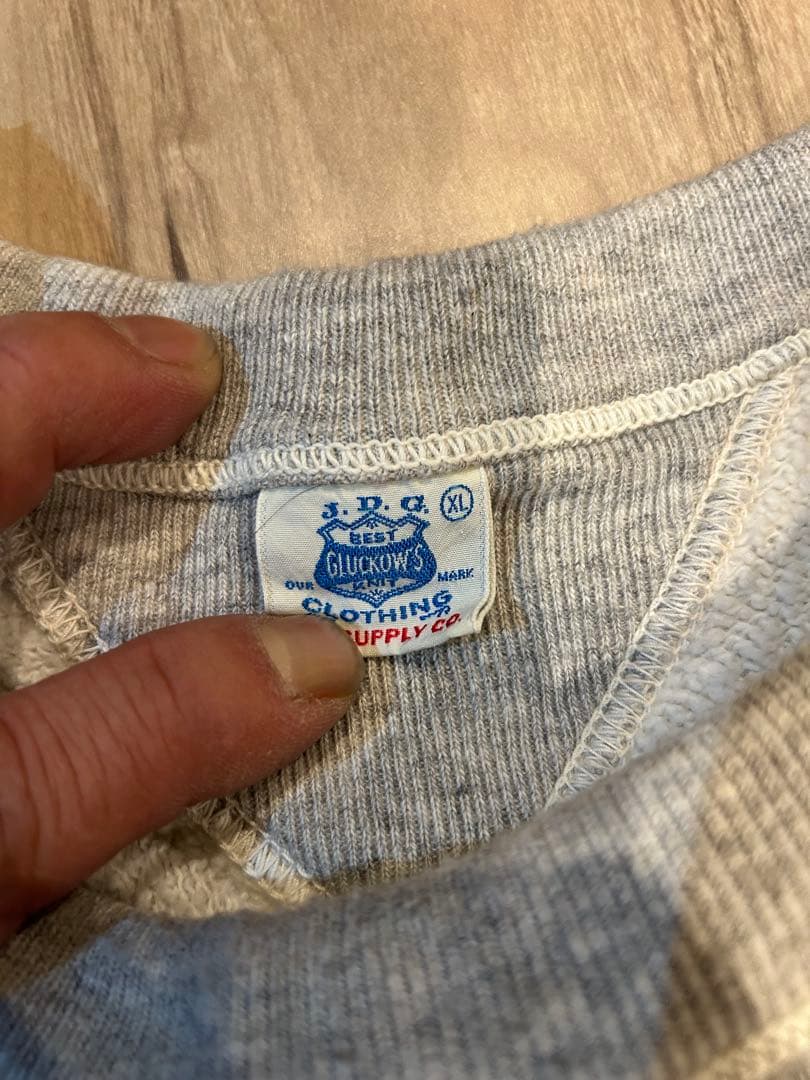 J. D. G. XL
BEST
GLUCKOW'S
OUR KNIT MARK
CLOTHING
SUPPLY CO.